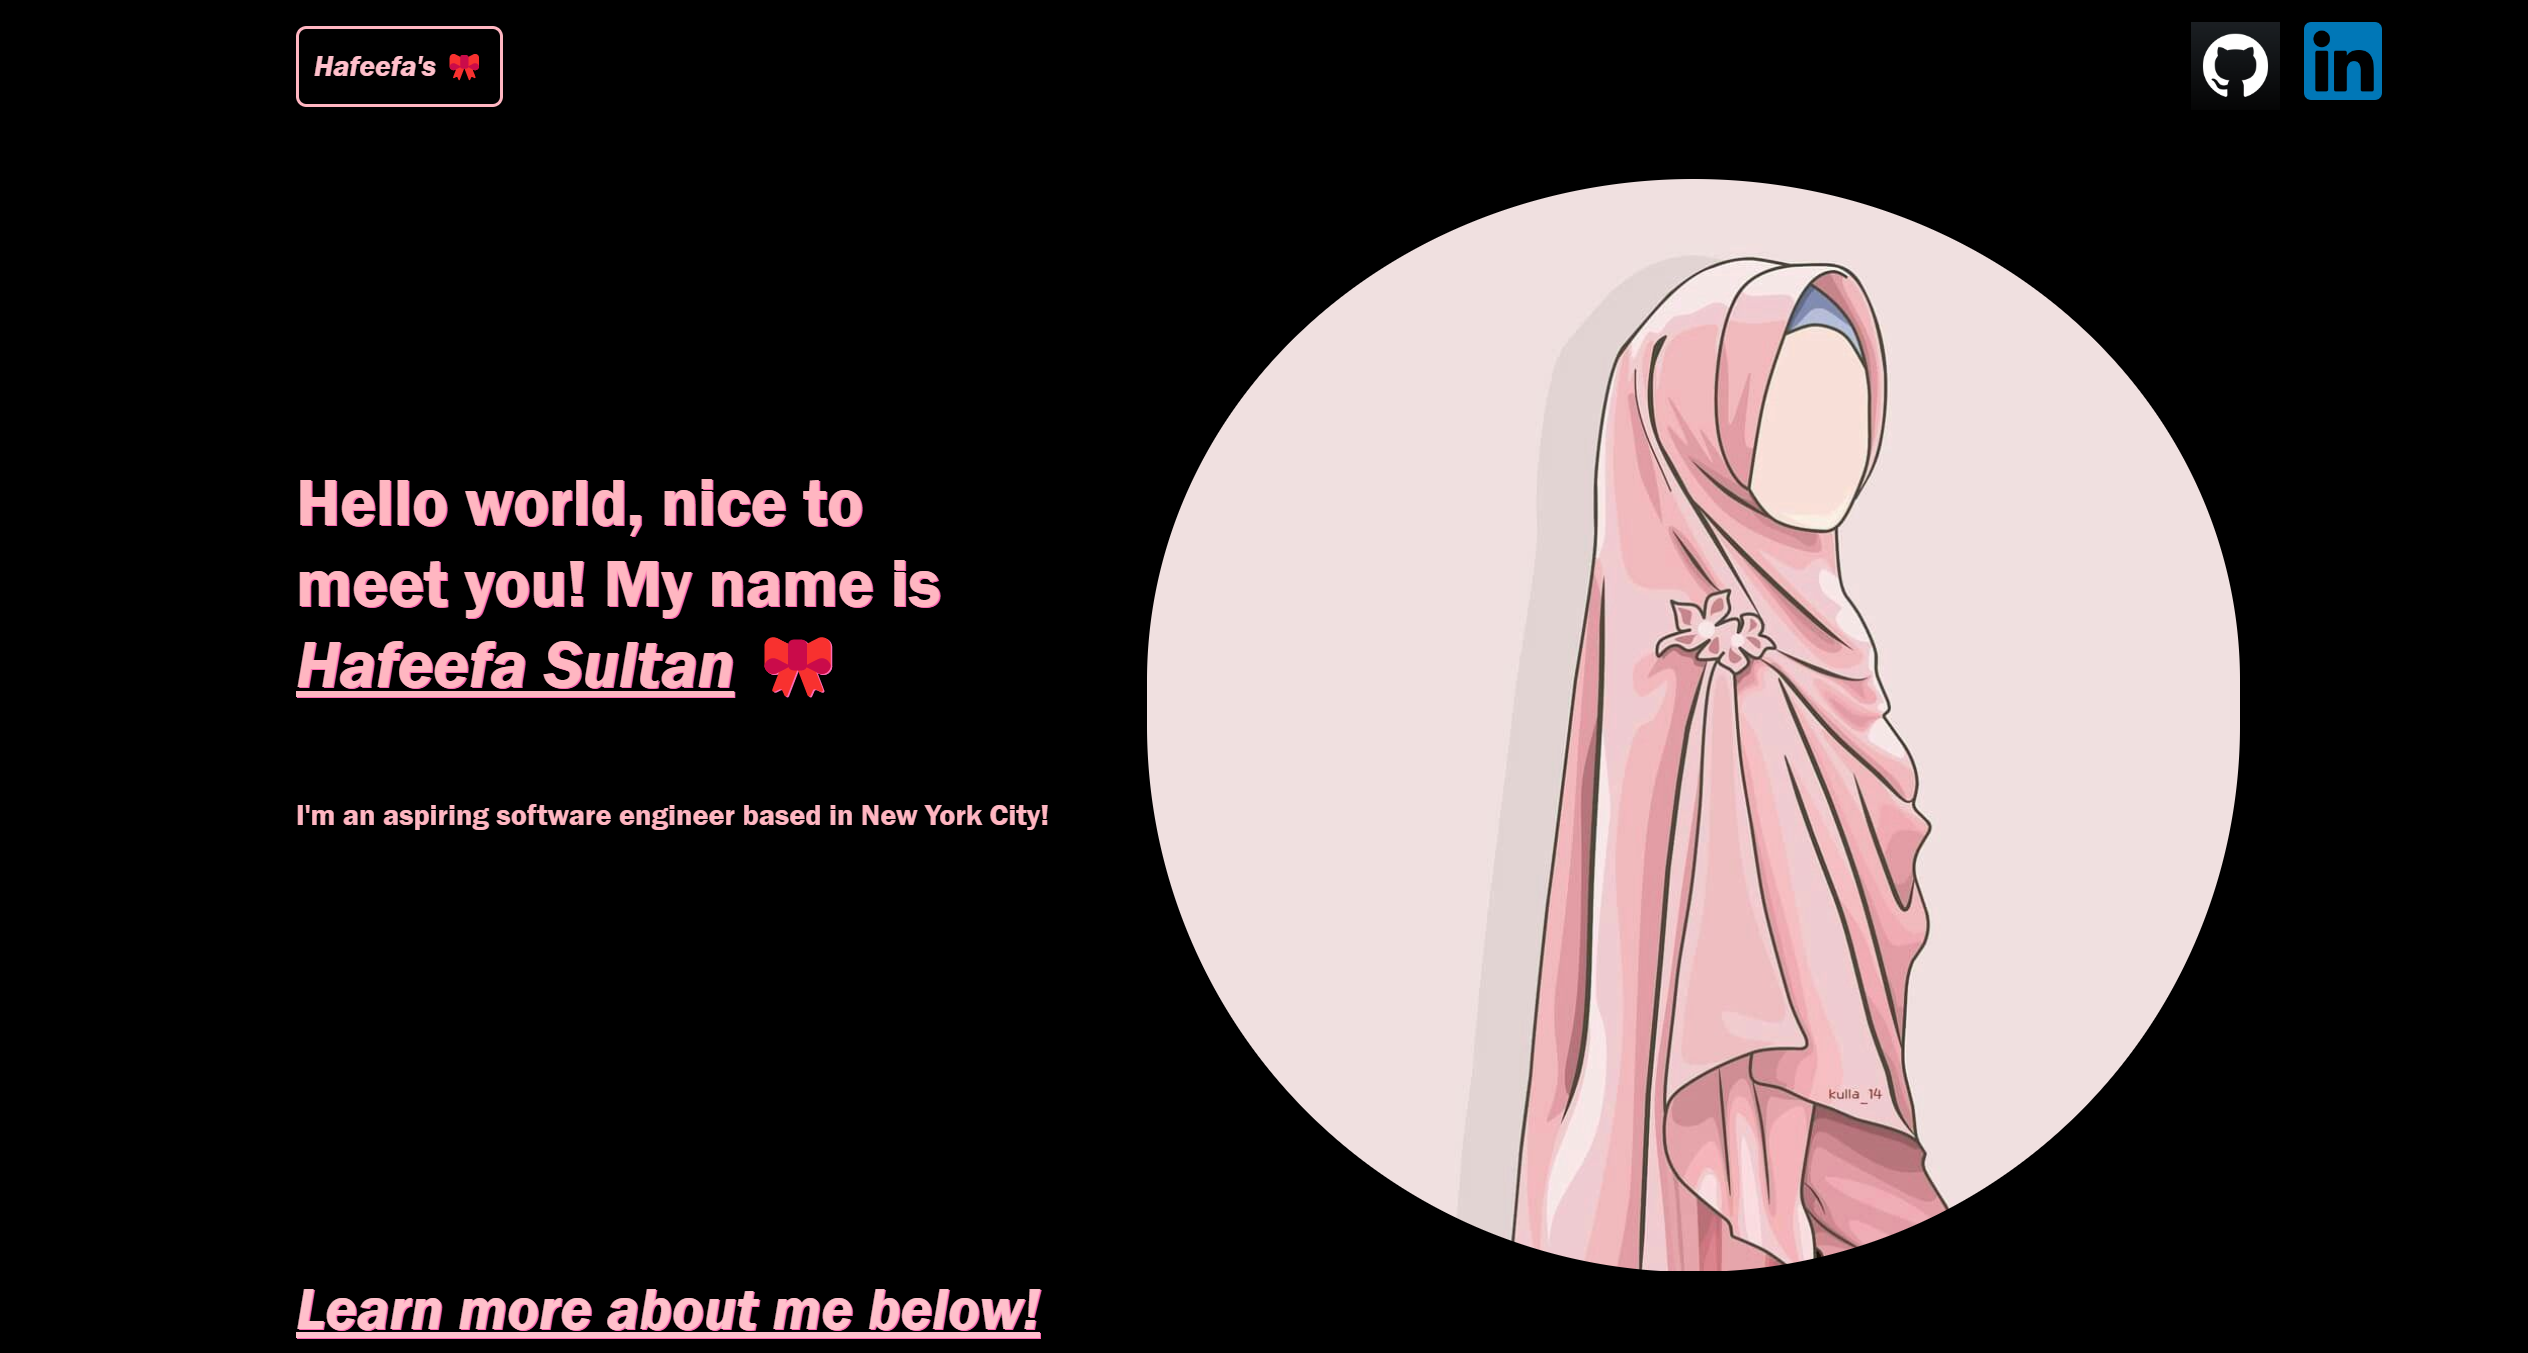 Hafeefa's 🎀
in
Hello world, nice to
meet you! My name is
Hafeefa Sultan 🎀
I'm an aspiring software engineer based in New York City!
kulla_14
Learn more about me below!